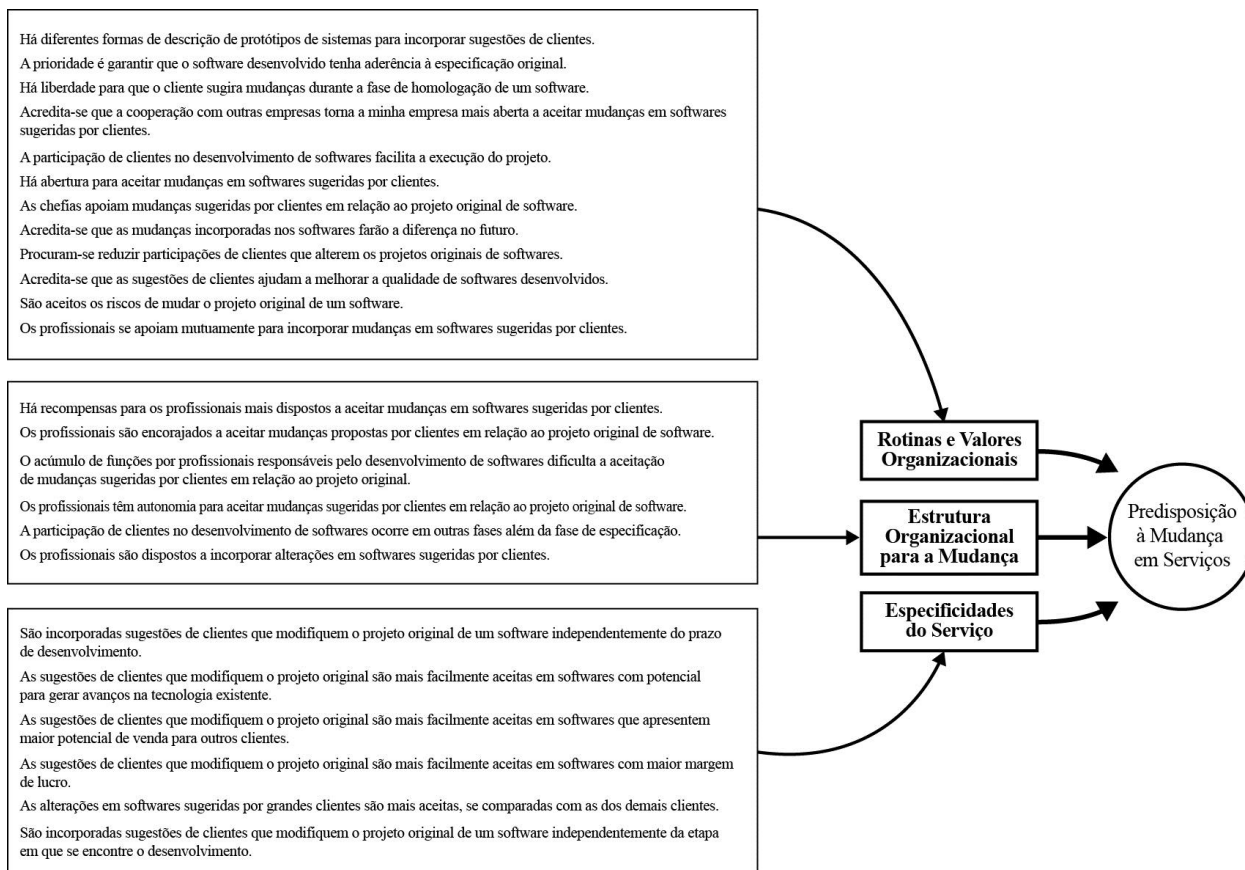 Há diferentes formas de descrição de protótipos de sistemas para incorporar sugestões de clientes.
A prioridade é garantir que o software desenvolvido tenha aderência à especificação original.
Há liberdade para que o cliente sugira mudanças durante a fase de homologação de um software.
Acredita-se que a cooperação com outras empresas torna a minha empresa mais aberta a aceitar mudanças em softwares
sugeridas por clientes.
A participação de clientes no desenvolvimento de softwares facilita a execução do projeto.
Há abertura para aceitar mudanças em softwares sugeridas por clientes.
As chefias apoiam mudanças sugeridas por clientes em relação ao projeto original de software.
Acredita-se que as mudanças incorporadas nos softwares farão a diferença no futuro.
Procuram-se reduzir participações de clientes que alterem os projetos originais de softwares.
Acredita-se que as sugestões de clientes ajudam a melhorar a qualidade de softwares desenvolvidos.
São aceitos os riscos de mudar o projeto original de um software.
Os profissionais se apoiam mutuamente para incorporar mudanças em softwares sugeridas por clientes.
Há recompensas para os profissionais mais dispostos a aceitar mudanças em softwares sugeridas por clientes.
Os profissionais são encorajados a aceitar mudanças propostas por clientes em relação ao projeto original de software.
O acúmulo de funções por profissionais responsáveis pelo desenvolvimento de softwares dificulta a aceitação
de mudanças sugeridas por clientes em relação ao projeto original.
Os profissionais têm autonomia para aceitar mudanças sugeridas por clientes em relação ao projeto original de software.
A participação de clientes no desenvolvimento de softwares ocorre em outras fases além da fase de especificação.
Os profissionais são dispostos a incorporar alterações em softwares sugeridas por clientes.
São incorporadas sugestões de clientes que modifiquem o projeto original de um software independentemente do prazo
de desenvolvimento.
As sugestões de clientes que modifiquem o projeto original são mais facilmente aceitas em softwares com potencial
para gerar avanços na tecnologia existente.
As sugestões de clientes que modifiquem o projeto original são mais facilmente aceitas em softwares que apresentem
maior potencial de venda para outros clientes.
As sugestões de clientes que modifiquem o projeto original são mais facilmente aceitas em softwares com maior margem
de lucro.
As alterações em softwares sugeridas por grandes clientes são mais aceitas, se comparadas com as dos demais clientes.
São incorporadas sugestões de clientes que modifiquem o projeto original de um software independentemente da etapa
em que se encontre o desenvolvimento.
Rotinas e Valores
Organizacionais
Estrutura
Organizacional
para a Mudança
Especificidades
do Serviço
Predisposição
à Mudança
em Serviços